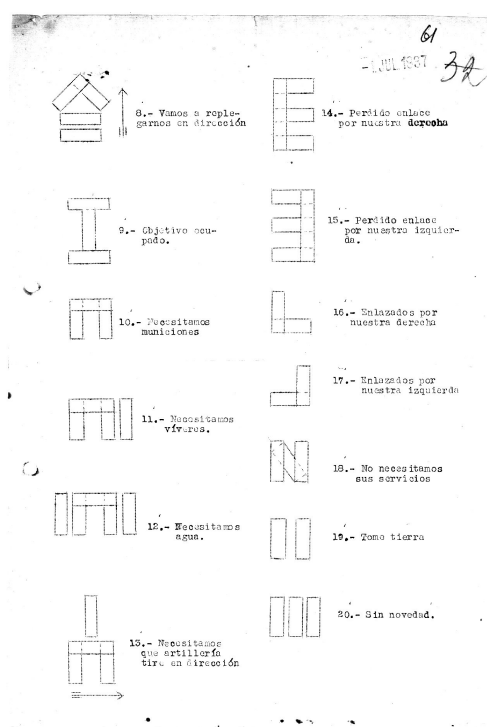 61
JUL 1937
32
8.- Vamos a reple-
garnos en dirección
9.- Objetivo ocu-
pado.
10.- Necesitamos
municiones
11.- Necesitamos
víveres.
12.- Necesitamos
agua.
13.- Necesitamos
que artillería
tire en dirección
14.- Perdido enlace
por nuestra derecha
15.- Perdido enlace
por nuestra izquier-
da.
16.- Enlazados por
nuestra derecha
17.- Enlazados por
nuestra izquierda
18.- No necesitamos
sus servicios
19.- Tomo tierra
20.- Sin novedad.